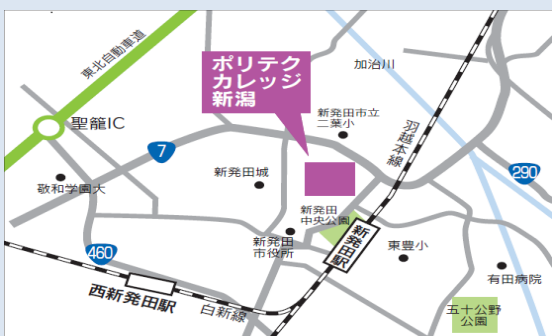 東北自動車道
ポリテク
カレッジ
新潟
加治川
聖籠IC
新発田市立
二葉小
羽越本線
7
290
敬和学園大
新発田城
新発田
中央公園
新発田
市役所
新発田駅
東豊小
460
有田病院
西新発田駅
白新線
五十公野
公園